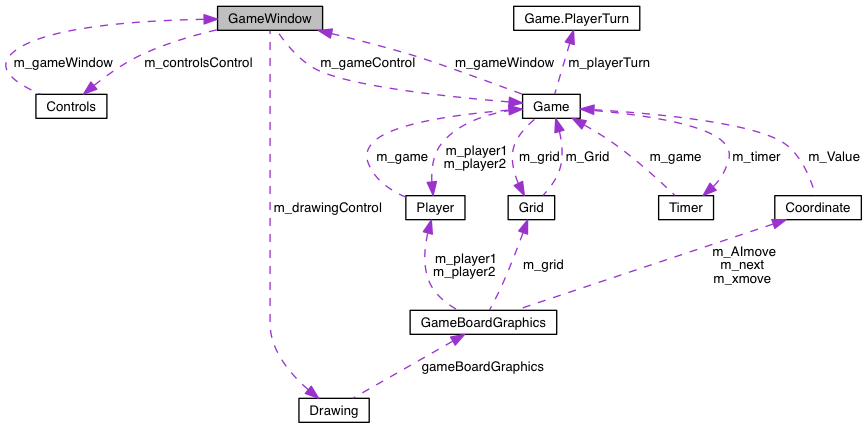 GameWindow
Game.PlayerTurn
m_gameWindow
m_controlsControl
m_gameControl
m_gameWindow
m_playerTurn
Controls
Game
m_game
m_player1
m_player2
m_grid
m_Grid
m_game
m_timer
m_Value
m_drawingControl
Player
Grid
Timer
Coordinate
m_player1
m_player2
m_grid
m_AImove
m_next
m_xmove
GameBoardGraphics
gameBoardGraphics
Drawing